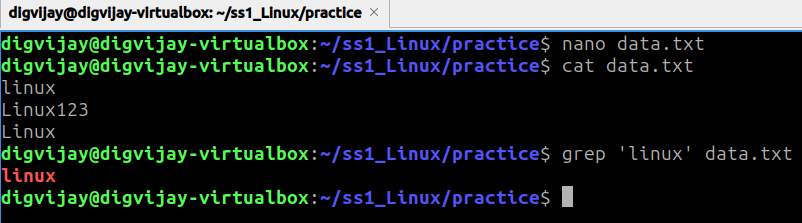 digvijay@digvijay-virtualbox: ~/ss1_Linux/practice ×
digvijay@digvijay-virtualbox:~/ss1_Linux/practice$ nano data.txt
digvijay@digvijay-virtualbox:~/ss1_Linux/practice$ cat data.txt
linux
Linux123
Linux
digvijay@digvijay-virtualbox:~/ss1_Linux/practice$ grep 'linux' data.txt
linux
digvijay@digvijay-virtualbox:~/ss1_Linux/practice$